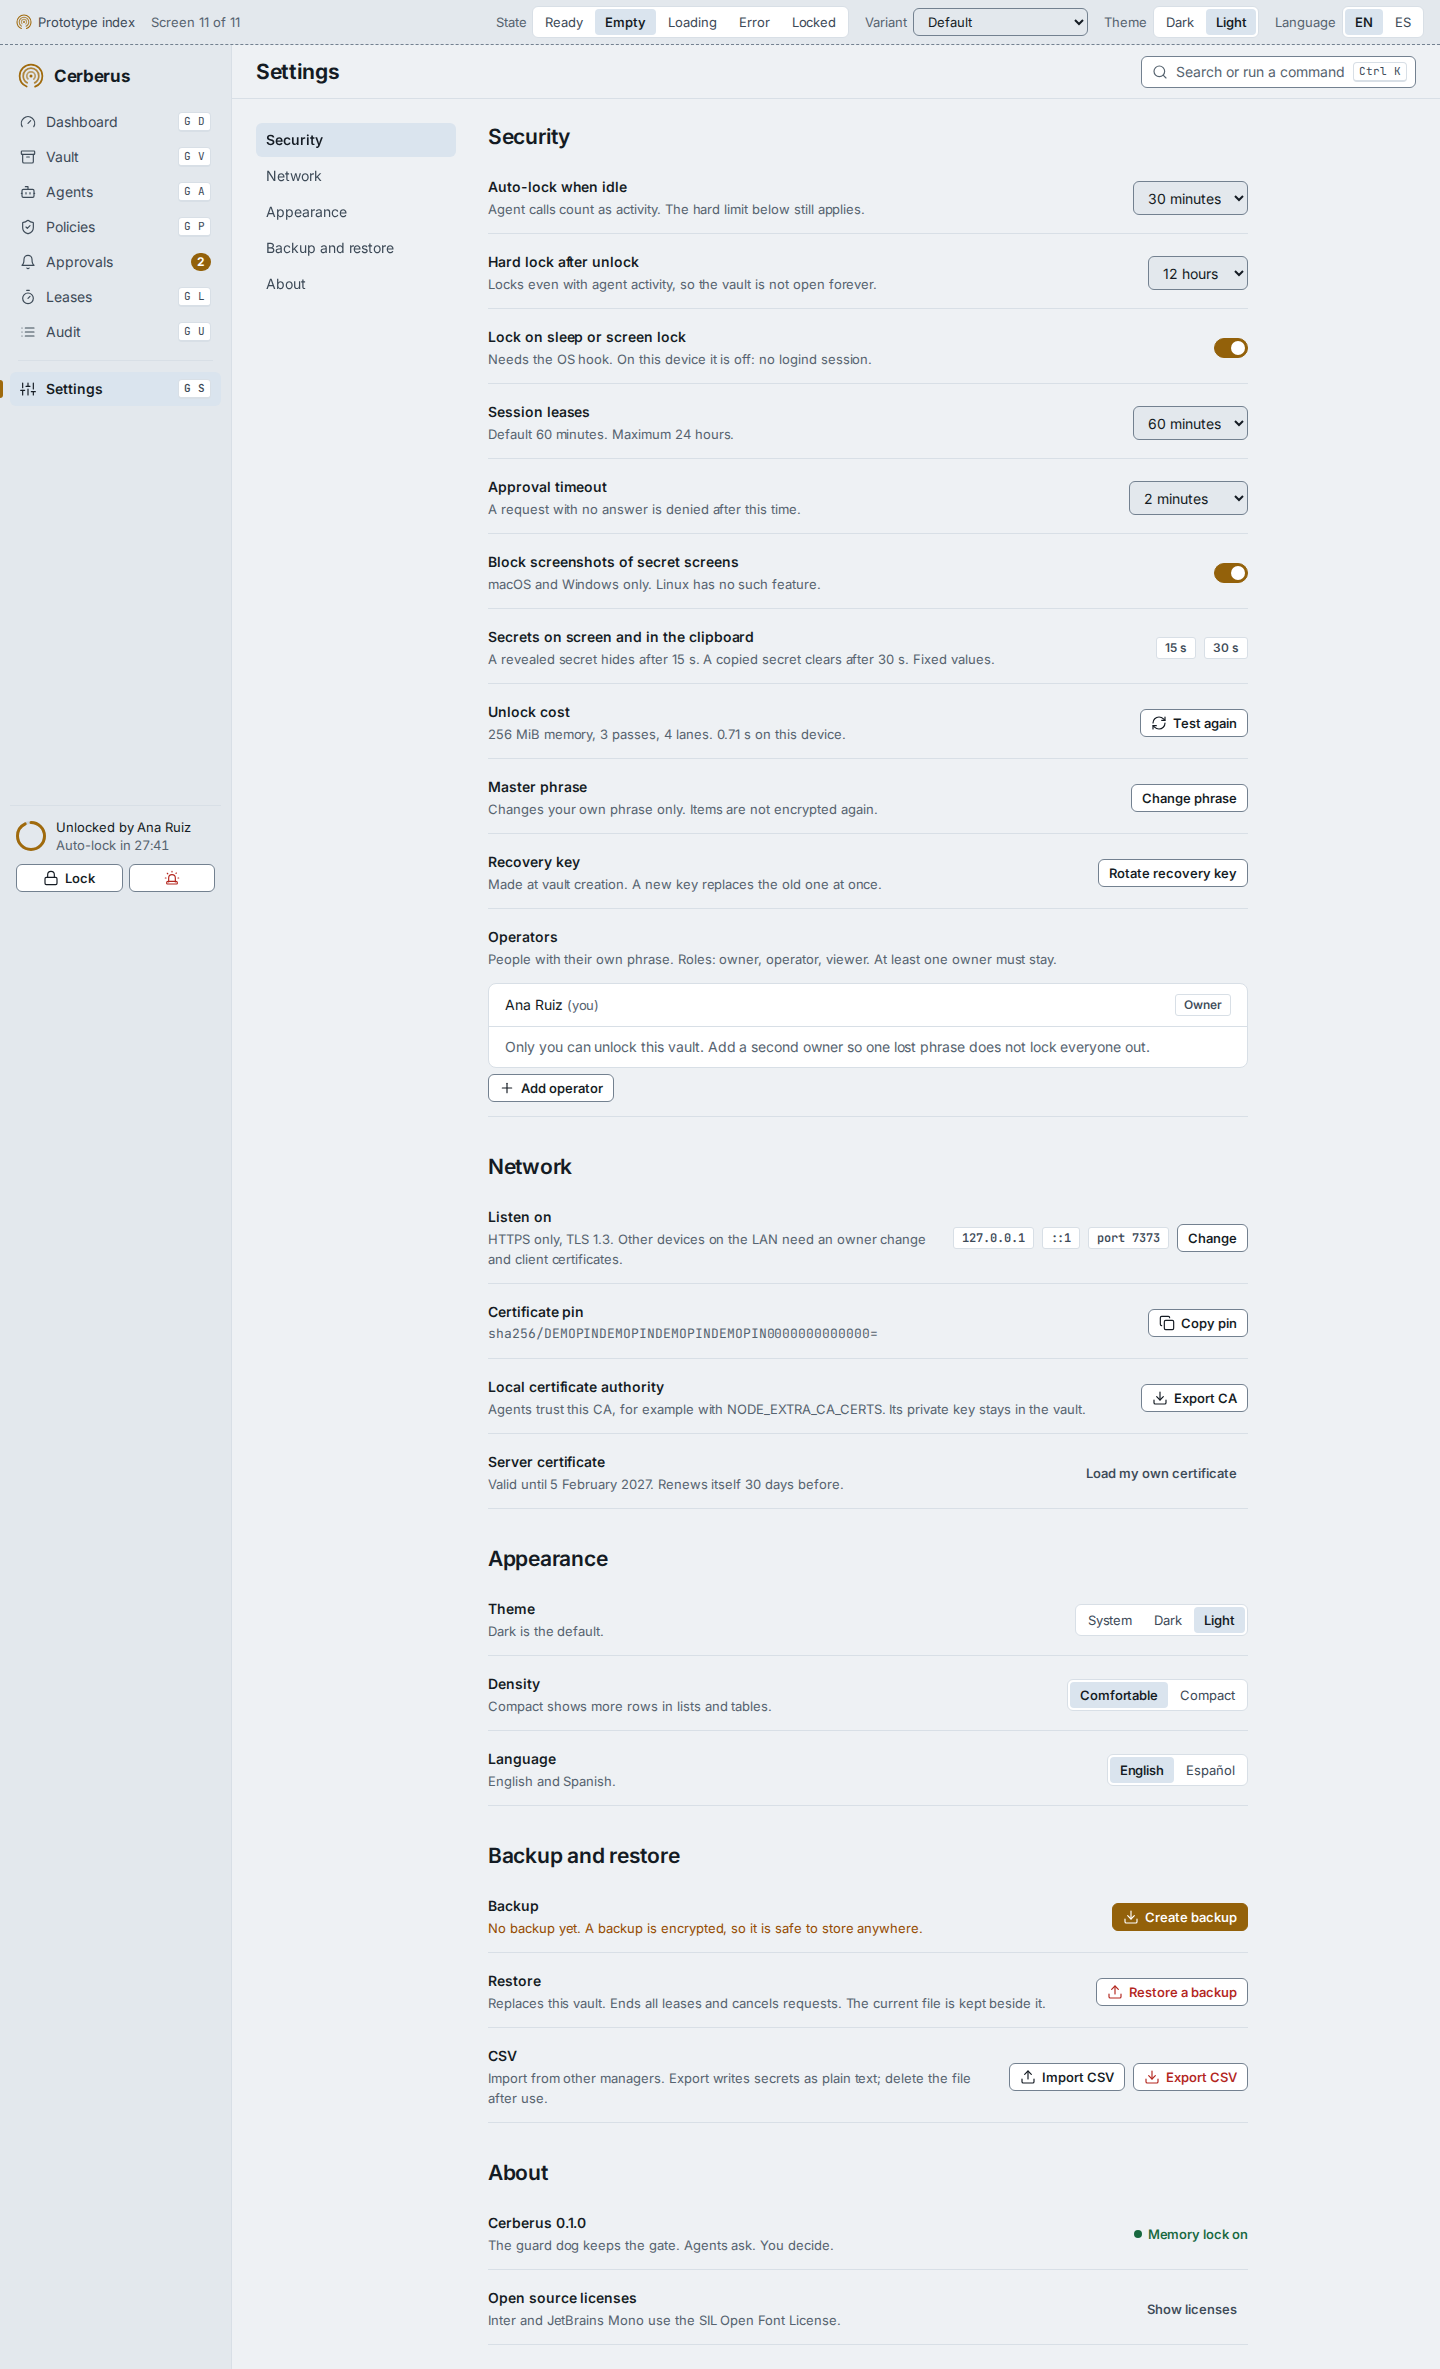 Prototype index
Screen 11 of 11
State
Ready
Empty
Loading
Error
Locked
Variant
Default
Theme
Dark
Light
Language
EN
ES
Cerberus
Dashboard
G D
Vault
G V
Agents
G A
Policies
G P
Approvals
2
Leases
G L
Audit
G U
Settings
G S
Unlocked by Ana Ruiz
Auto-lock in 27:41
Lock
Settings
Search or run a command
Ctrl K
Security
Network
Appearance
Backup and restore
About
Security
Auto-lock when idle
Agent calls count as activity. The hard limit below still applies.
30 minutes
Hard lock after unlock
Locks even with agent activity, so the vault is not open forever.
12 hours
Lock on sleep or screen lock
Needs the OS hook. On this device it is off: no logind session.
Session leases
Default 60 minutes. Maximum 24 hours.
60 minutes
Approval timeout
A request with no answer is denied after this time.
2 minutes
Block screenshots of secret screens
macOS and Windows only. Linux has no such feature.
Secrets on screen and in the clipboard
A revealed secret hides after 15 s. A copied secret clears after 30 s. Fixed values.
15 s
30 s
Unlock cost
256 MiB memory, 3 passes, 4 lanes. 0.71 s on this device.
Test again
Master phrase
Changes your own phrase only. Items are not encrypted again.
Change phrase
Recovery key
Made at vault creation. A new key replaces the old one at once.
Rotate recovery key
Operators
People with their own phrase. Roles: owner, operator, viewer. At least one owner must stay.
Ana Ruiz (you)
Owner
Only you can unlock this vault. Add a second owner so one lost phrase does not lock everyone out.
Add operator
Network
Listen on
HTTPS only, TLS 1.3. Other devices on the LAN need an owner change
and client certificates.
127.0.0.1
::1
port 7373
Change
Certificate pin
sha256/DEMOPINDEMOPINDEMOPINDEMOPIN0000000000000=
Copy pin
Local certificate authority
Agents trust this CA, for example with NODE_EXTRA_CA_CERTS. Its private key stays in the vault.
Export CA
Server certificate
Valid until 5 February 2027. Renews itself 30 days before.
Load my own certificate
Appearance
Theme
Dark is the default.
System
Dark
Light
Density
Compact shows more rows in lists and tables.
Comfortable
Compact
Language
English and Spanish.
English
Español
Backup and restore
Backup
No backup yet. A backup is encrypted, so it is safe to store anywhere.
Create backup
Restore
Replaces this vault. Ends all leases and cancels requests. The current file is kept beside it.
Restore a backup
CSV
Import from other managers. Export writes secrets as plain text; delete the file
after use.
Import CSV
Export CSV
About
Cerberus 0.1.0
The guard dog keeps the gate. Agents ask. You decide.
Memory lock on
Open source licenses
Inter and JetBrains Mono use the SIL Open Font License.
Show licenses